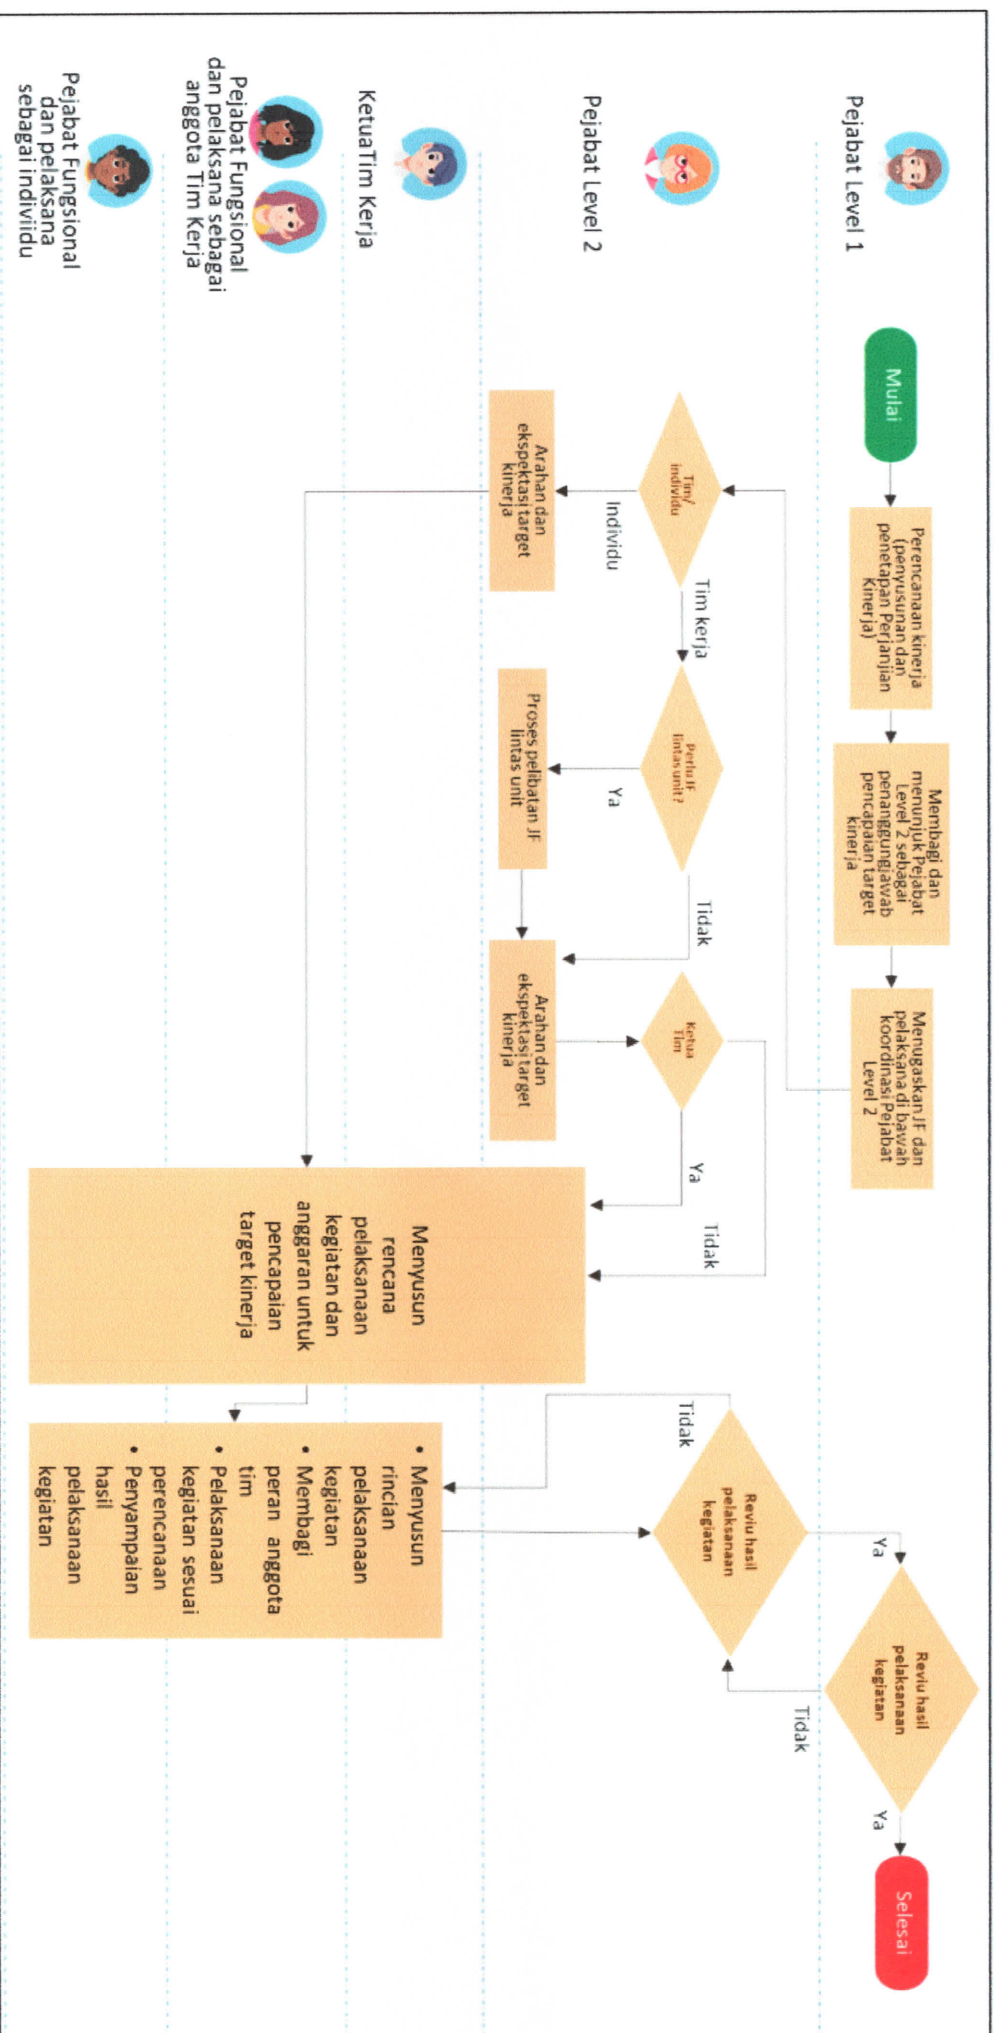 Pejabat Level 1
Mulai
Perencanaan kinerja
(penyusunan dan
penetapan Perjanjian
Kinerja)
Membagi dan
menunjuk Pejabat
Level 2 sebagai
penanggungjawab
pencapaian target
kinerja
Menugaskan JF dan
pelaksana di bawah
koordinasi Pejabat
Level 2
Reviu hasil
pelaksanaan
kegiatan
Ya
Tidak
Ya
Selesai
Pejabat Level 2
Tim/
individu
Individu
Tim kerja
Arahan dan
ekspektasi target
kinerja
Perlu JF
lintas unit?
Ya
Tidak
Proses pelibatan JF
lintas unit
Arahan dan
ekspektasi target
kinerja
Ketua
Tim
Ya
Tidak
Reviu hasil
pelaksanaan
kegiatan
Tidak
KetuaTim Kerja
Pejabat Fungsional
dan pelaksana sebagai
anggota Tim Kerja
Pejabat Fungsional
dan pelaksana
sebagai indiviidu
Menyusun
rencana
pelaksanaan
kegiatan dan
anggaran untuk
pencapaian
target kinerja
• Menyusun
rincian
pelaksanaan
kegiatan
• Membagi
peran anggota
tim
• Pelaksanaan
kegiatan sesuai
perencanaan
• Penyampaian
hasil
pelaksanaan
kegiatan